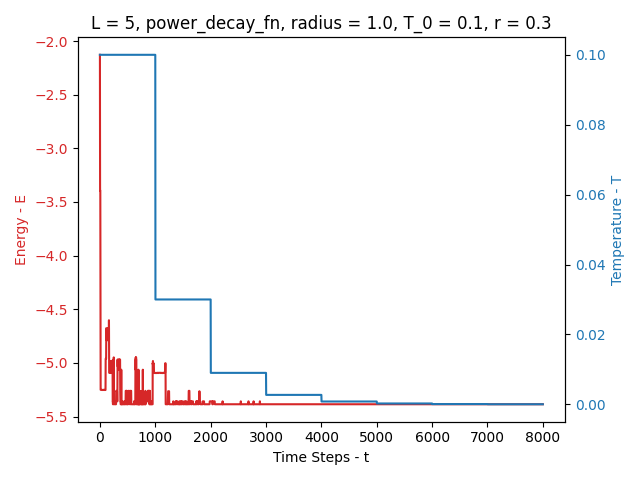 L = 5, power_decay_fn, radius = 1.0, T_0 = 0.1, r = 0.3
−2.0
−2.5
−3.0
−3.5
−4.0
−4.5
−5.0
−5.5
Energy - E
0.10
0.08
0.06
0.04
0.02
0.00
Temperature - T
0 1000 2000 3000 4000 5000 6000 7000 8000
Time Steps - t